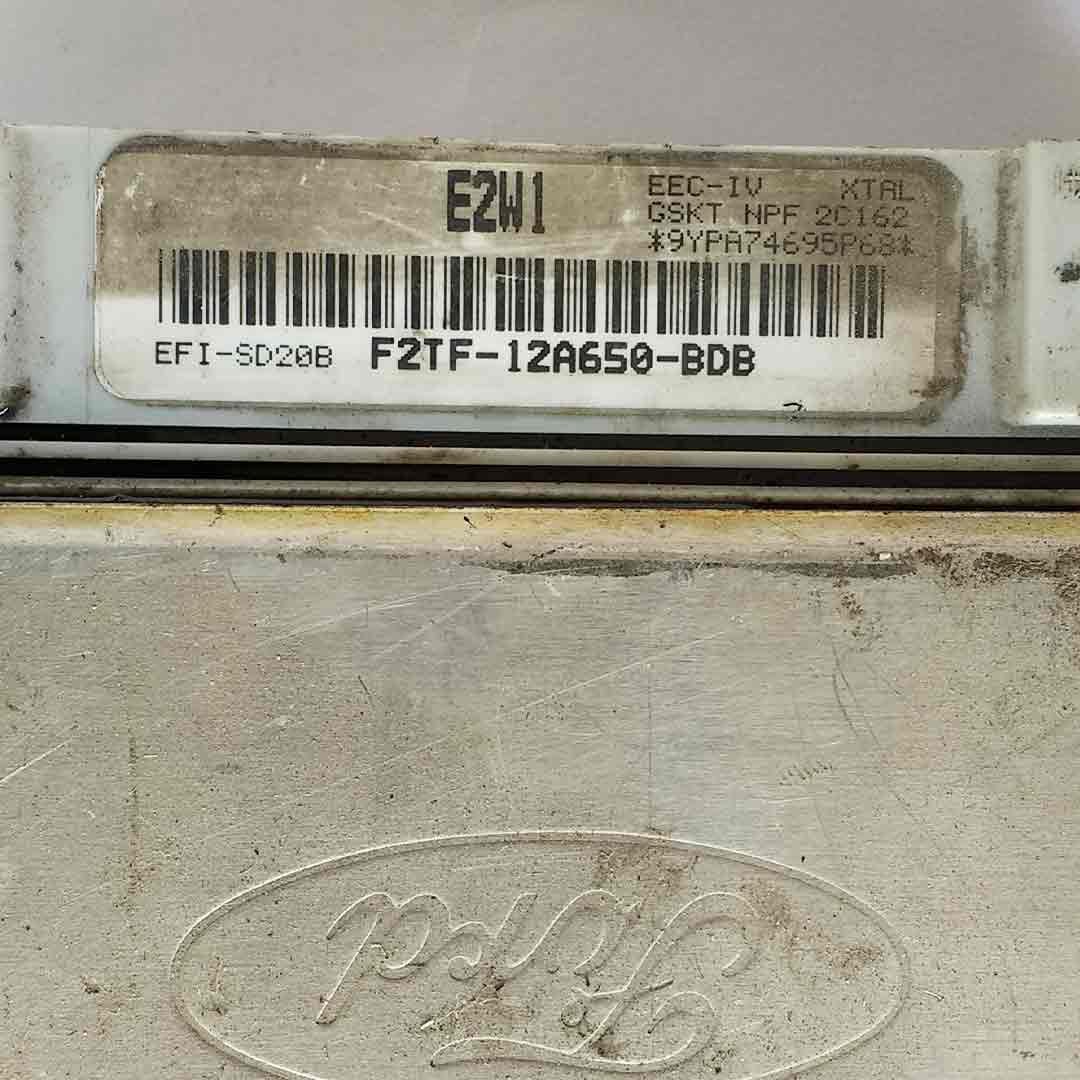 E2W1
EEC-IV XTAL
GSKT NPF 2C162
*9YPA74695P68*
EFI-SD20B F2TF-12A650-BDB
Ford